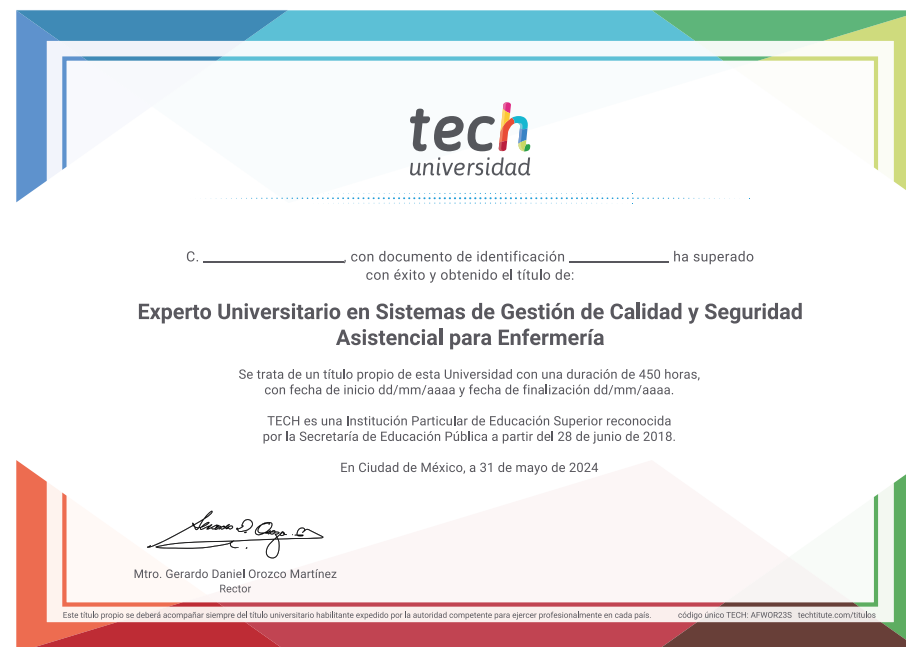 tech
universidad
C. ________________, con documento de identificación ____________ ha superado
con éxito y obtenido el título de:
Experto Universitario en Sistemas de Gestión de Calidad y Seguridad
Asistencial para Enfermería
Se trata de un título propio de esta Universidad con una duración de 450 horas,
con fecha de inicio dd/mm/aaaa y fecha de finalización dd/mm/aaaa.
TECH es una Institución Particular de Educación Superior reconocida
por la Secretaría de Educación Pública a partir del 28 de junio de 2018.
En Ciudad de México, a 31 de mayo de 2024
Mtro. Gerardo Daniel Orozco Martínez
Rector
Este título propio se deberá acompañar siempre del título universitario habilitante expedido por la autoridad competente para ejercer profesionalmente en cada país. código único TECH: AFWOR23S techtitute.com/titulos